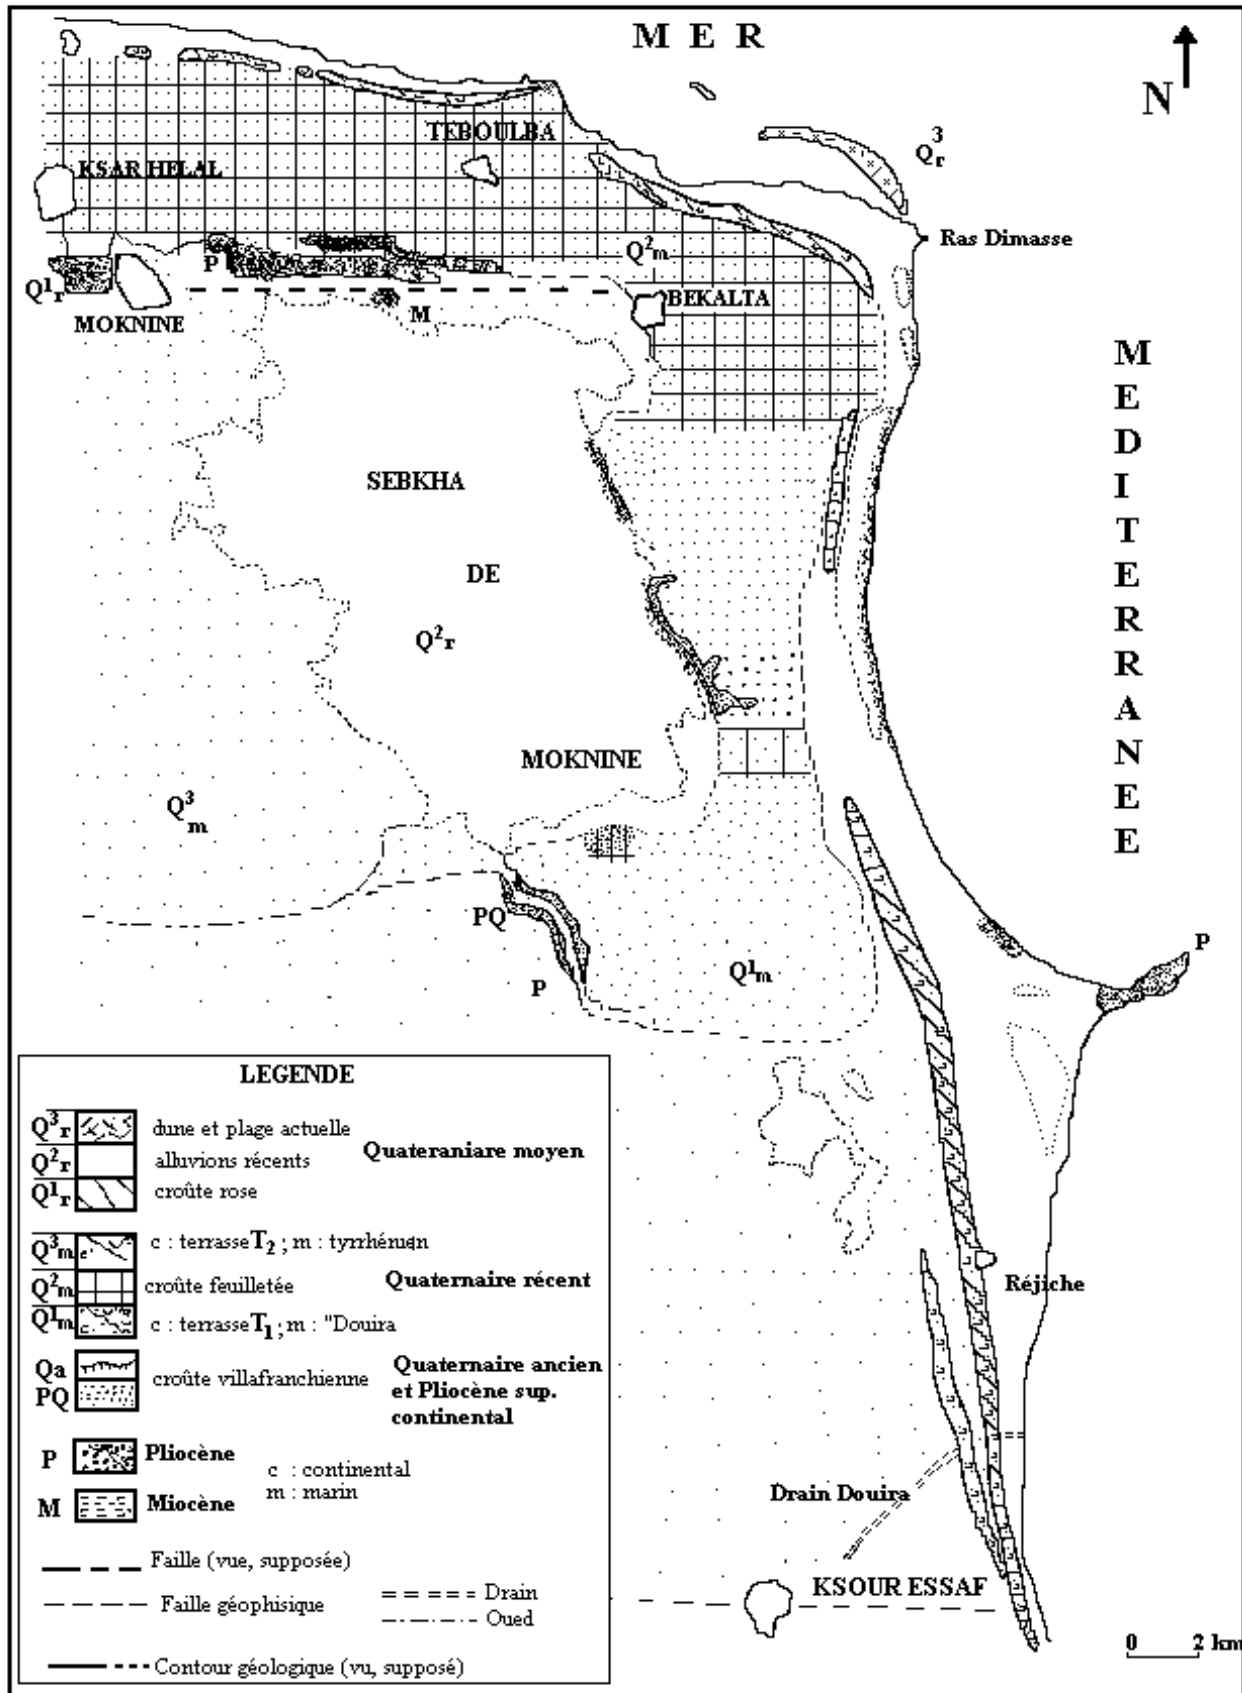 M E R
N
Q3r
TEBOULBA
KSAR HELAL
Ras Dimasse
Q2m
P
Q1r
MOKNINE
M
BEKALTA
MEDITERRANEE
SEBKHA
DE
Q2r
MOKNINE
Q3m
PQ
P
Q1m
P
LEGENDE
Q3r dune et plage actuelle
Q2r alluvions récents Quateraniare moyen
Q1r croûte rose
Q3m c : terrasse T2 ; m : tyrrhénien
Q2m croûte feuilletée Quaternaire récent
Q1m c : terrasse T1 ; m : "Douira
Qa croûte villafranchienne Quaternaire ancien
PQ et Pliocène sup.
continental
P Pliocène c : continental
M Miocène m : marin
Faille (vue, supposée)
Faille géophisique Drain
Oued
Contour géologique (vu, supposé)
Réjiche
Drain Douira
KSOUR ESSAF
0 2 km